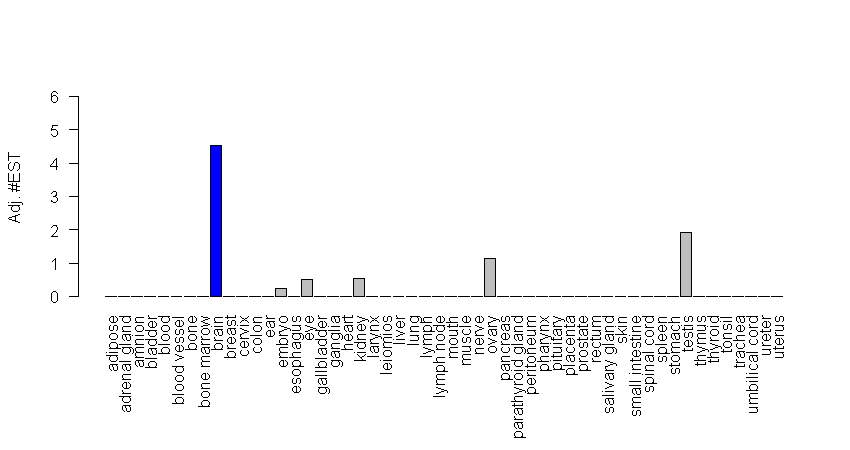 Adj. #EST
6
5
4
3
2
1
0
adipose
adrenal gland
amnion
bladder
blood
blood vessel
bone
bone marrow
brain
breast
cervix
colon
ear
embryo
esophagus
eye
gallbladder
ganglia
heart
kidney
larynx
leiomios
liver
lung
lymph
lymph node
mouth
muscle
nerve
ovary
pancreas
parathyroid gland
peritoneum
pharynx
pituitary
placenta
prostate
rectum
salivary gland
skin
small intestine
spinal cord
spleen
stomach
testis
thymus
thyroid
tonsil
trachea
umbilical cord
ureter
uterus